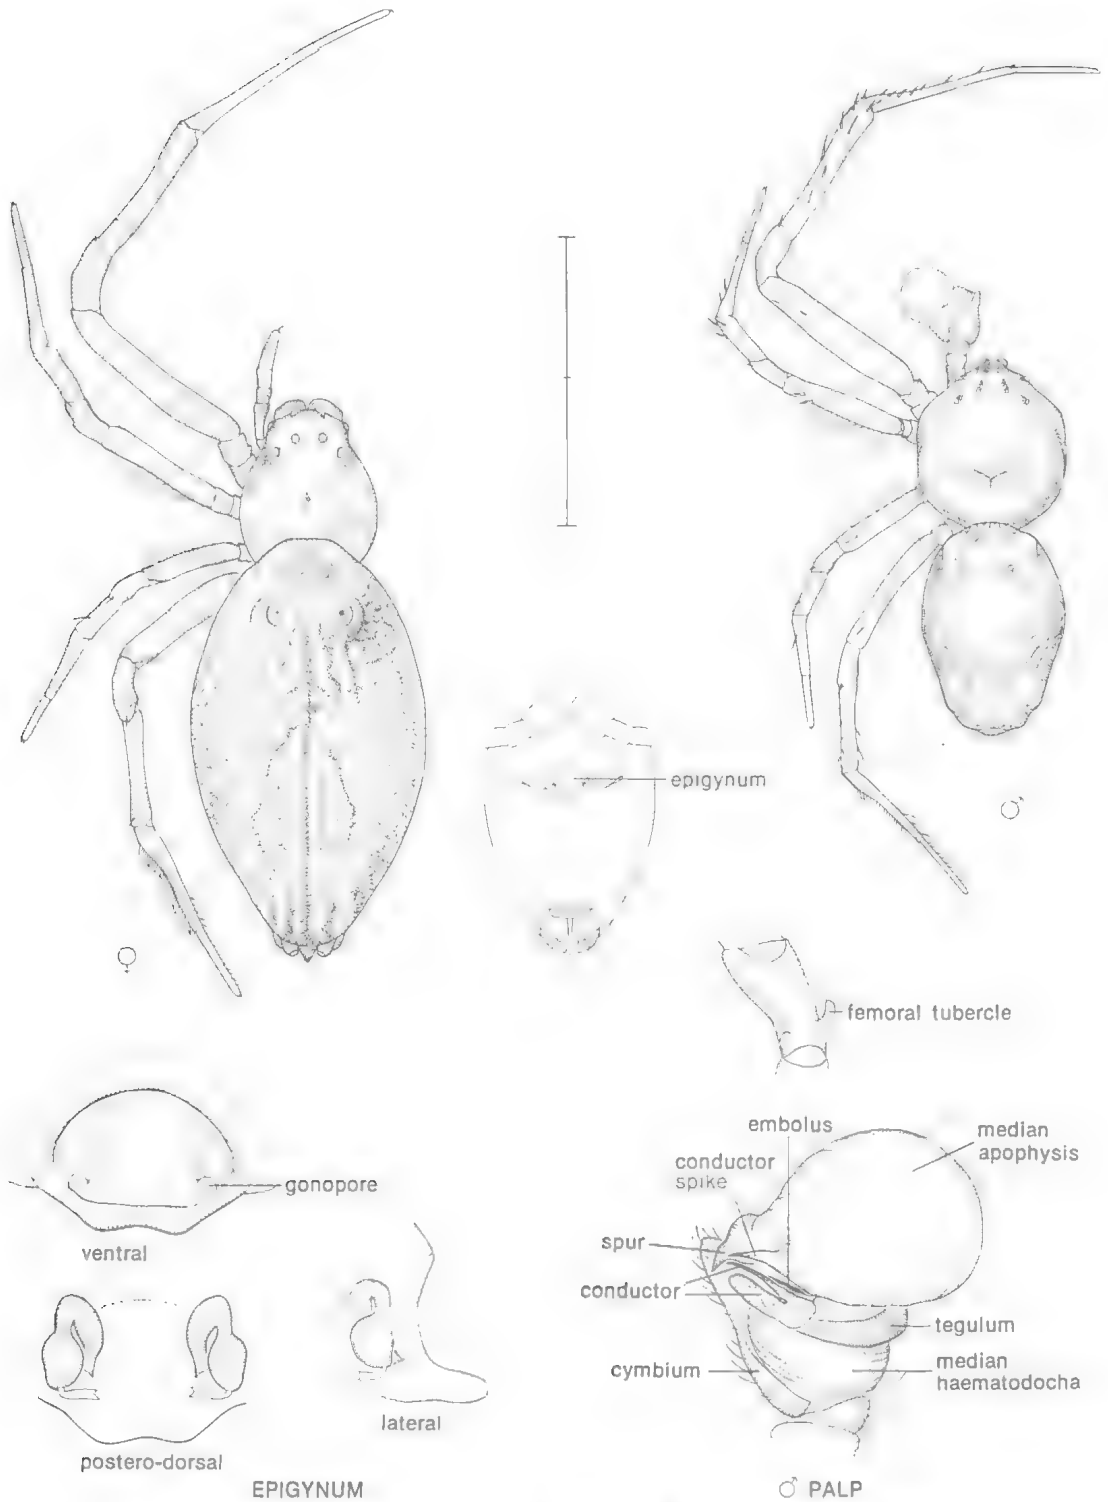 epigynum
♂
♀
femoral tubercle
gonopore
ventral
postero-dorsal
lateral
EPIGYNUM
embolus
conductor
spike
median
apophysis
spur
conductor
tegulum
cymbium
median
haematodocha
♂ PALP